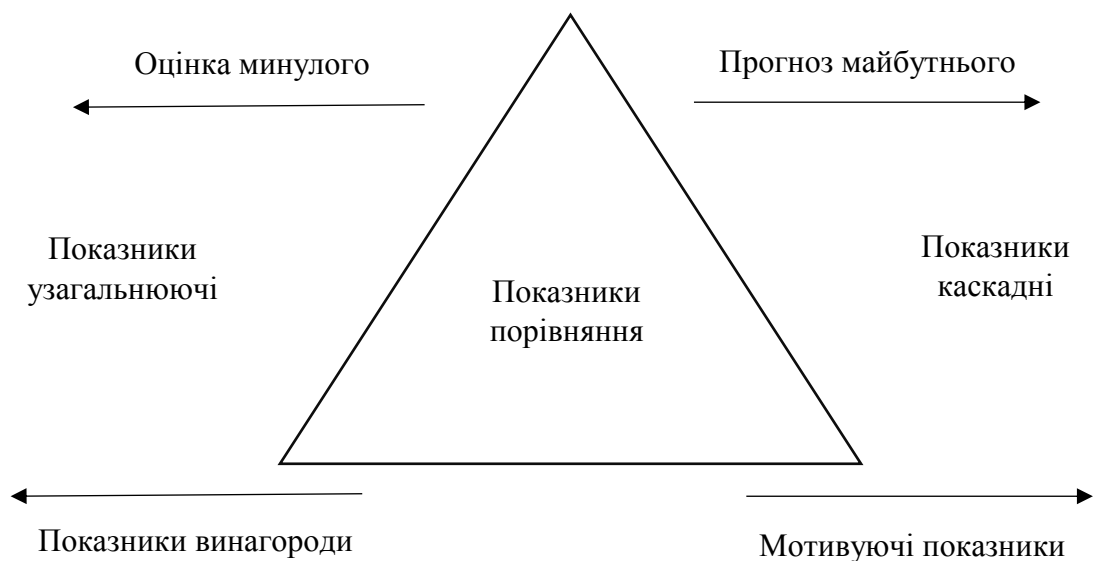 Оцінка минулого
Прогноз майбутнього
Показники
узагальнюючі
Показники
порівняння
Показники
каскадні
Показники винагороди
Мотивуючі показники